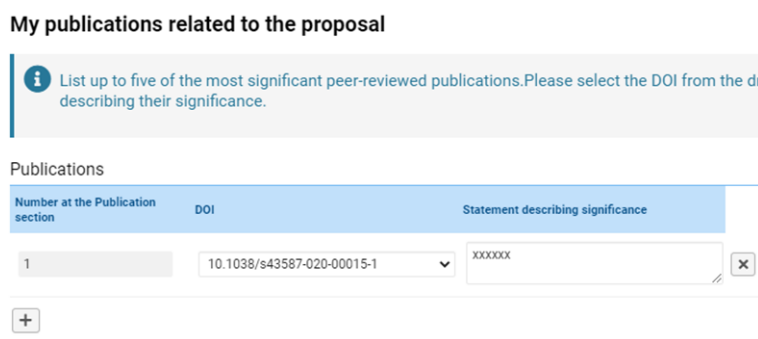 My publications related to the proposal
List up to five of the most significant peer-reviewed publications.Please select the DOI from the
describing their significance.
Publications
Number at the Publication section DOI Statement describing significance
1 10.1038/s43587-020-00015-1 xxxxxx